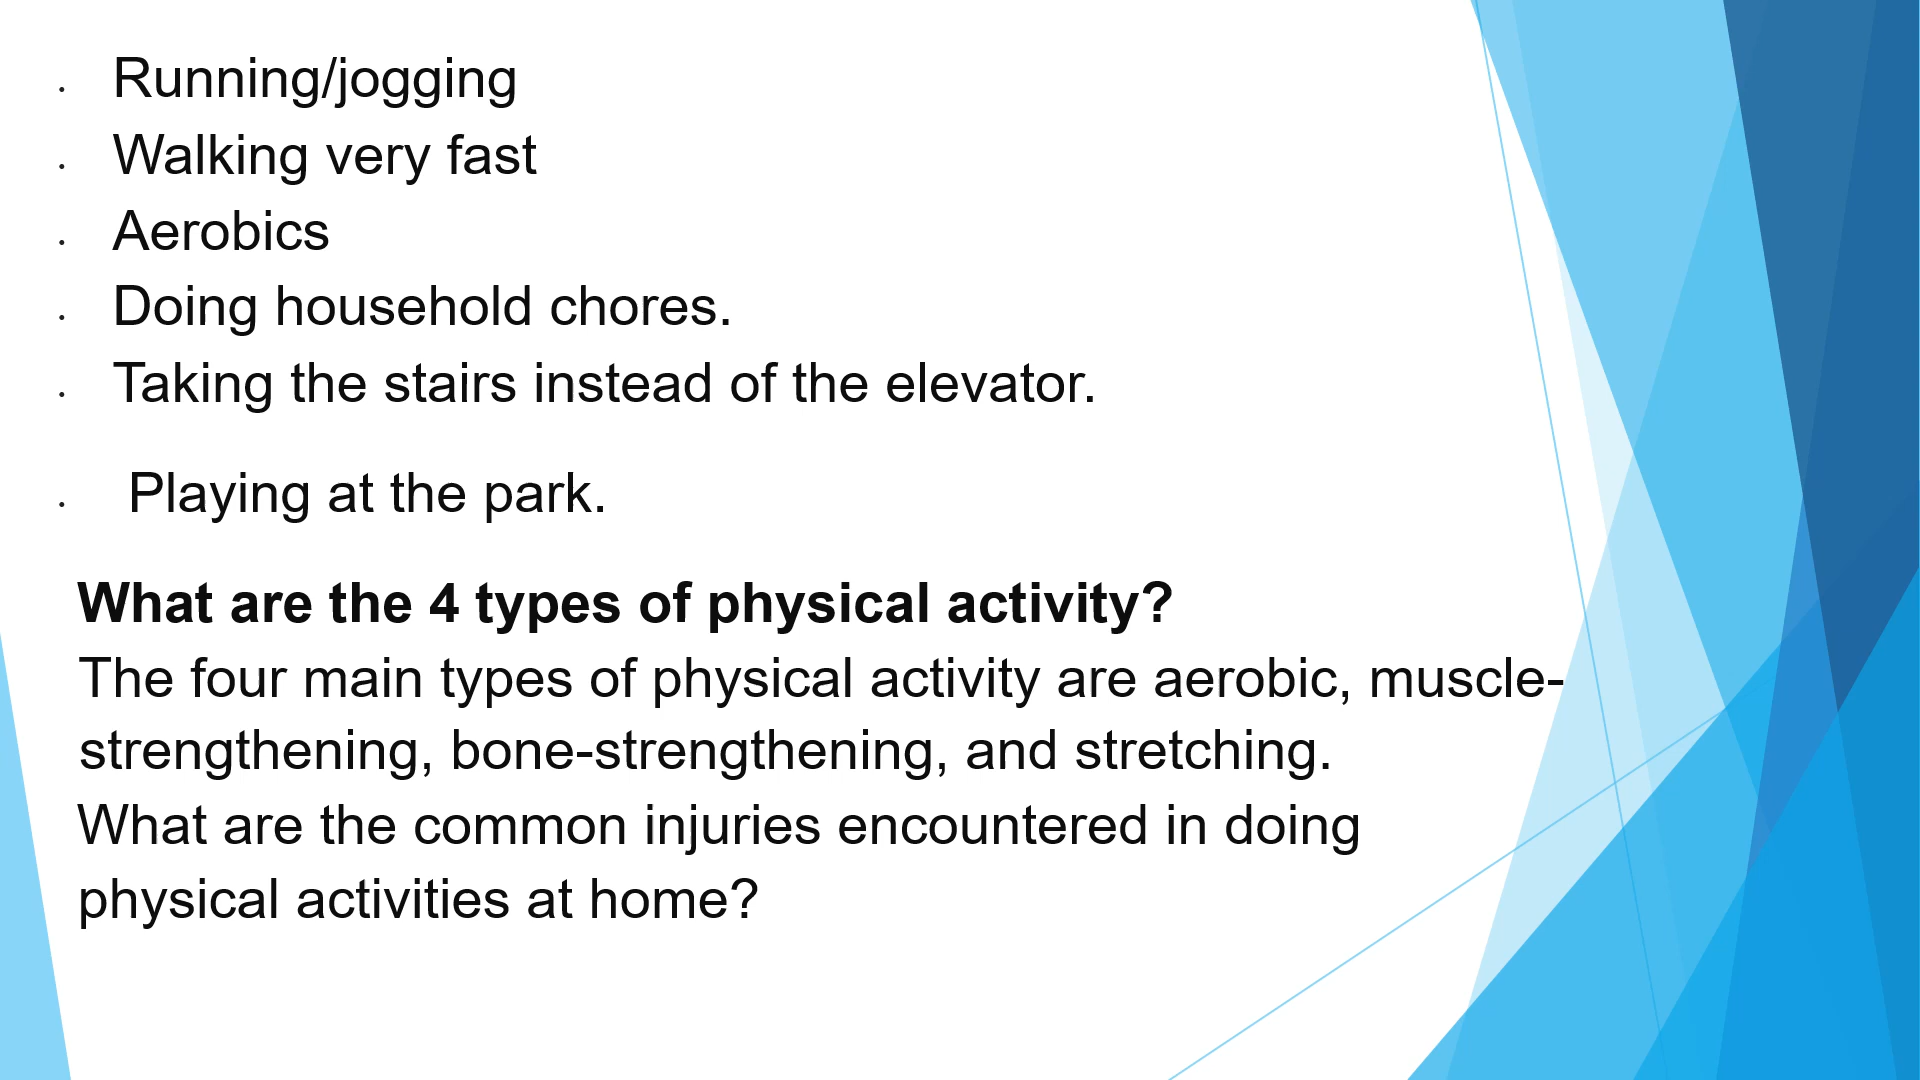 • Running/jogging
• Walking very fast
• Aerobics
• Doing household chores.
• Taking the stairs instead of the elevator.
• Playing at the park.
What are the 4 types of physical activity?
The four main types of physical activity are aerobic, muscle-
strengthening, bone-strengthening, and stretching.
What are the common injuries encountered in doing
physical activities at home?